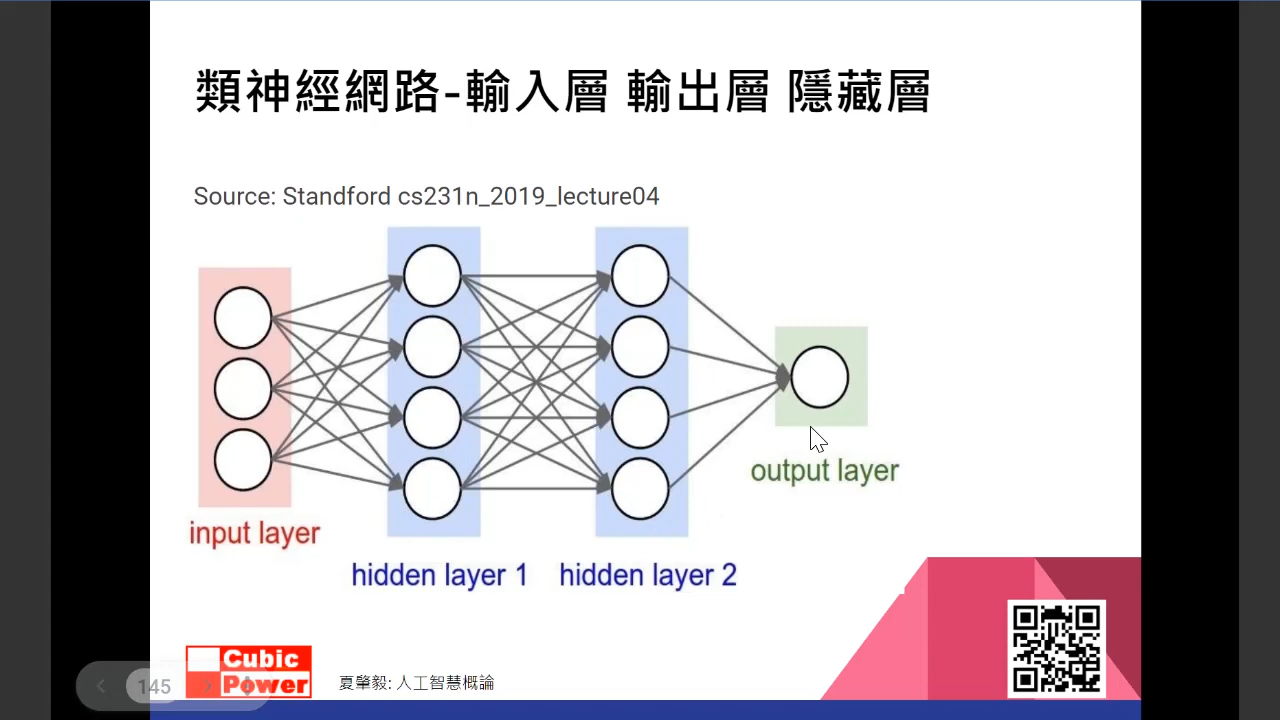 類神經網路-輸入層 輸出層 隱藏層
Source: Standford cs231n_2019_lecture04
output layer
input layer
hidden layer 1
hidden layer 2
Cubic
Power
145
夏肇毅: 人工智慧概論